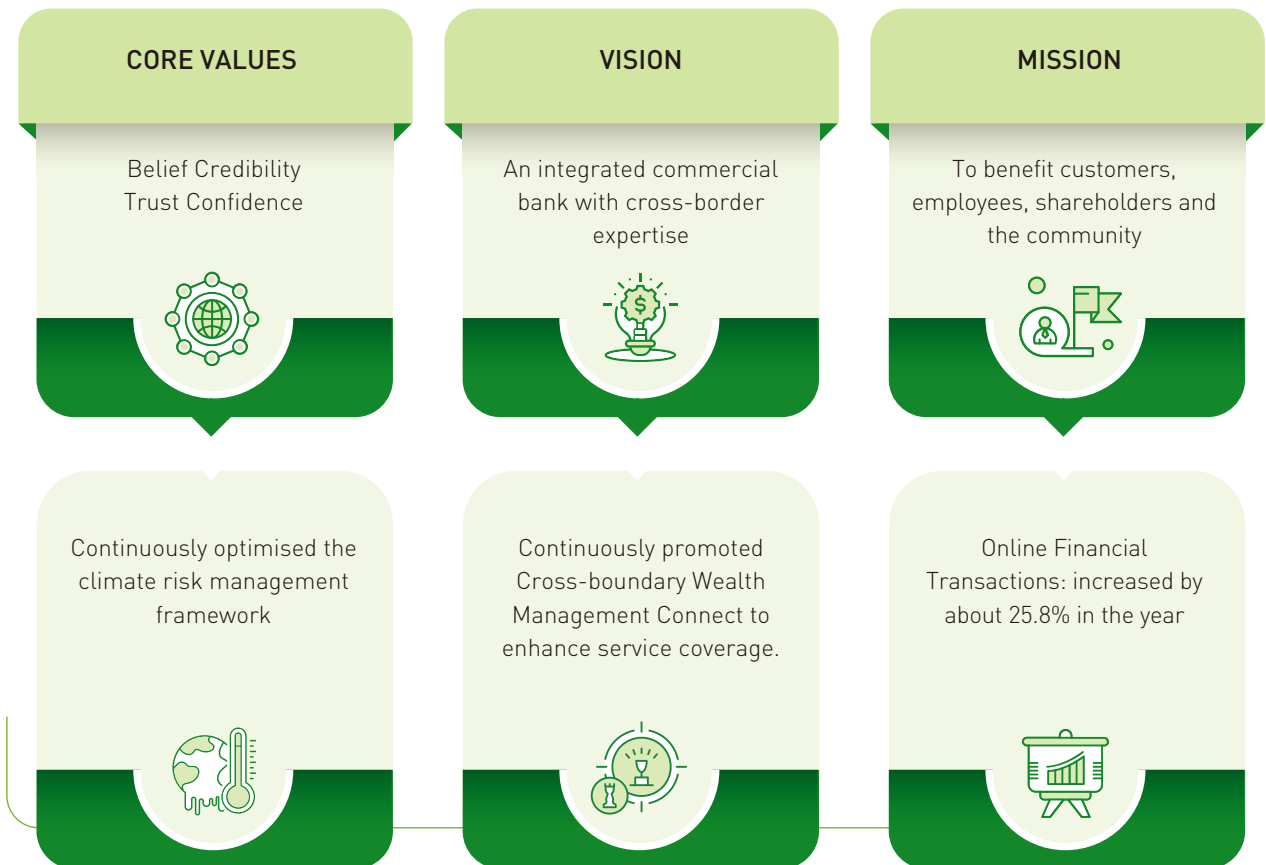 CORE VALUES
Belief Credibility
Trust Confidence
VISION
An integrated commercial
bank with cross-border
expertise
$
MISSION
To benefit customers,
employees, shareholders and
the community
Continuously optimised the
climate risk management
framework
Continuously promoted
Cross-boundary Wealth
Management Connect to
enhance service coverage.
Online Financial
Transactions: increased by
about 25.8% in the year